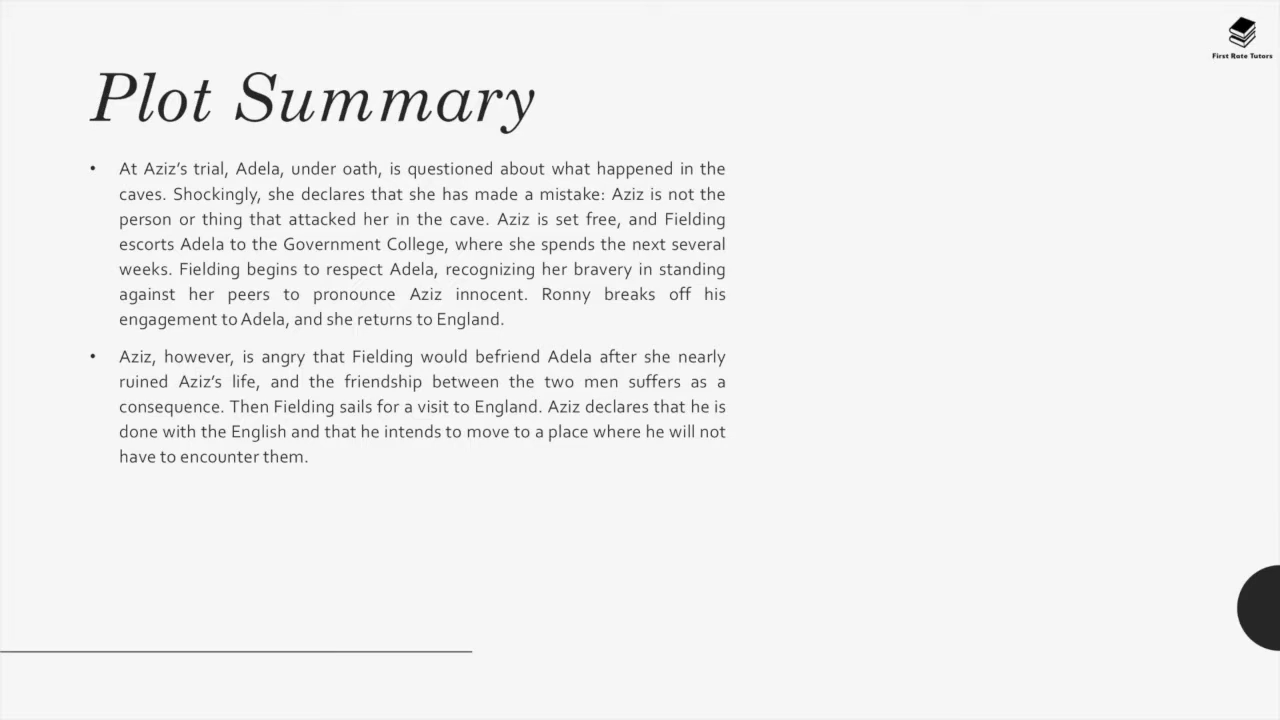 First Rate Tutors
Plot Summary
• At Aziz’s trial, Adela, under oath, is questioned about what happened in the
caves. Shockingly, she declares that she has made a mistake: Aziz is not the
person or thing that attacked her in the cave. Aziz is set free, and Fielding
escorts Adela to the Government College, where she spends the next several
weeks. Fielding begins to respect Adela, recognizing her bravery in standing
against her peers to pronounce Aziz innocent. Ronny breaks off his
engagement to Adela, and she returns to England.
• Aziz, however, is angry that Fielding would befriend Adela after she nearly
ruined Aziz’s life, and the friendship between the two men suffers as a
consequence. Then Fielding sails for a visit to England. Aziz declares that he is
done with the English and that he intends to move to a place where he will not
have to encounter them.